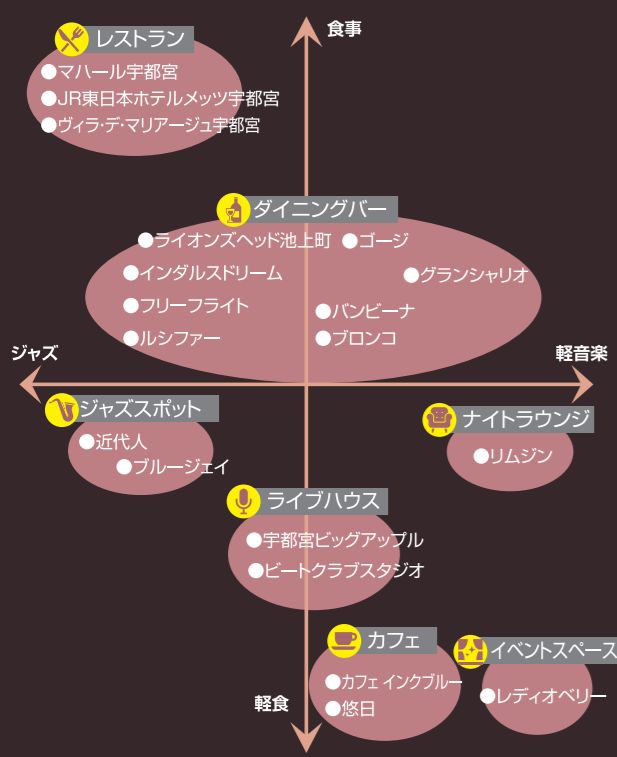 食事
レストラン
●マハール宇都宮
●JR東日本ホテルメッツ宇都宮
●ヴィラ・デ・マリアージュ宇都宮
ダイニングバー
●ライオンズヘッド池上町 ●ゴージ
●インダルスドリーム ●グランシャリオ
●フリーフライト ●バンビーナ
●ルシファー ●ブロンコ
ジャズ
軽音楽
ジャズスポット
●近代人
●ブルージェイ
ナイトラウンジ
●リムジン
ライブハウス
●宇都宮ビッグアップル
●ビートクラブスタジオ
カフェ
●カフェ インクブルー
●悠日
イベントスペース
●レディオベリー
軽食